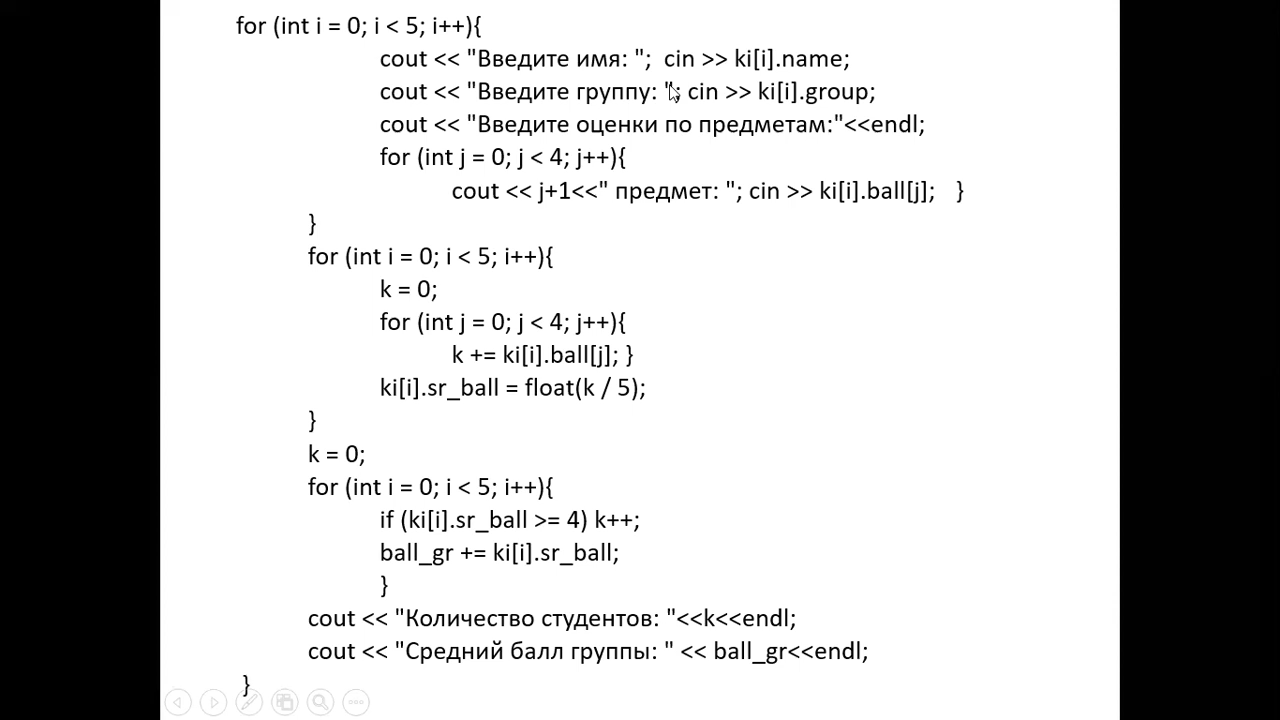 for (int i = 0; i < 5; i++){
cout << "Введите имя: ";  cin >> ki[i].name;
cout << "Введите группу: "; cin >> ki[i].group;
cout << "Введите оценки по предметам:"<<endl;
for (int j = 0; j < 4; j++){
cout << j+1<<" предмет: "; cin >> ki[i].ball[j];   }
}
for (int i = 0; i < 5; i++){
k = 0;
for (int j = 0; j < 4; j++){
k += ki[i].ball[j]; }
ki[i].sr_ball = float(k / 5);
}
k = 0;
for (int i = 0; i < 5; i++){
if (ki[i].sr_ball >= 4) k++;
ball_gr += ki[i].sr_ball;
}
cout << "Количество студентов: "<<k<<endl;
cout << "Средний балл группы: " << ball_gr<<endl;
}